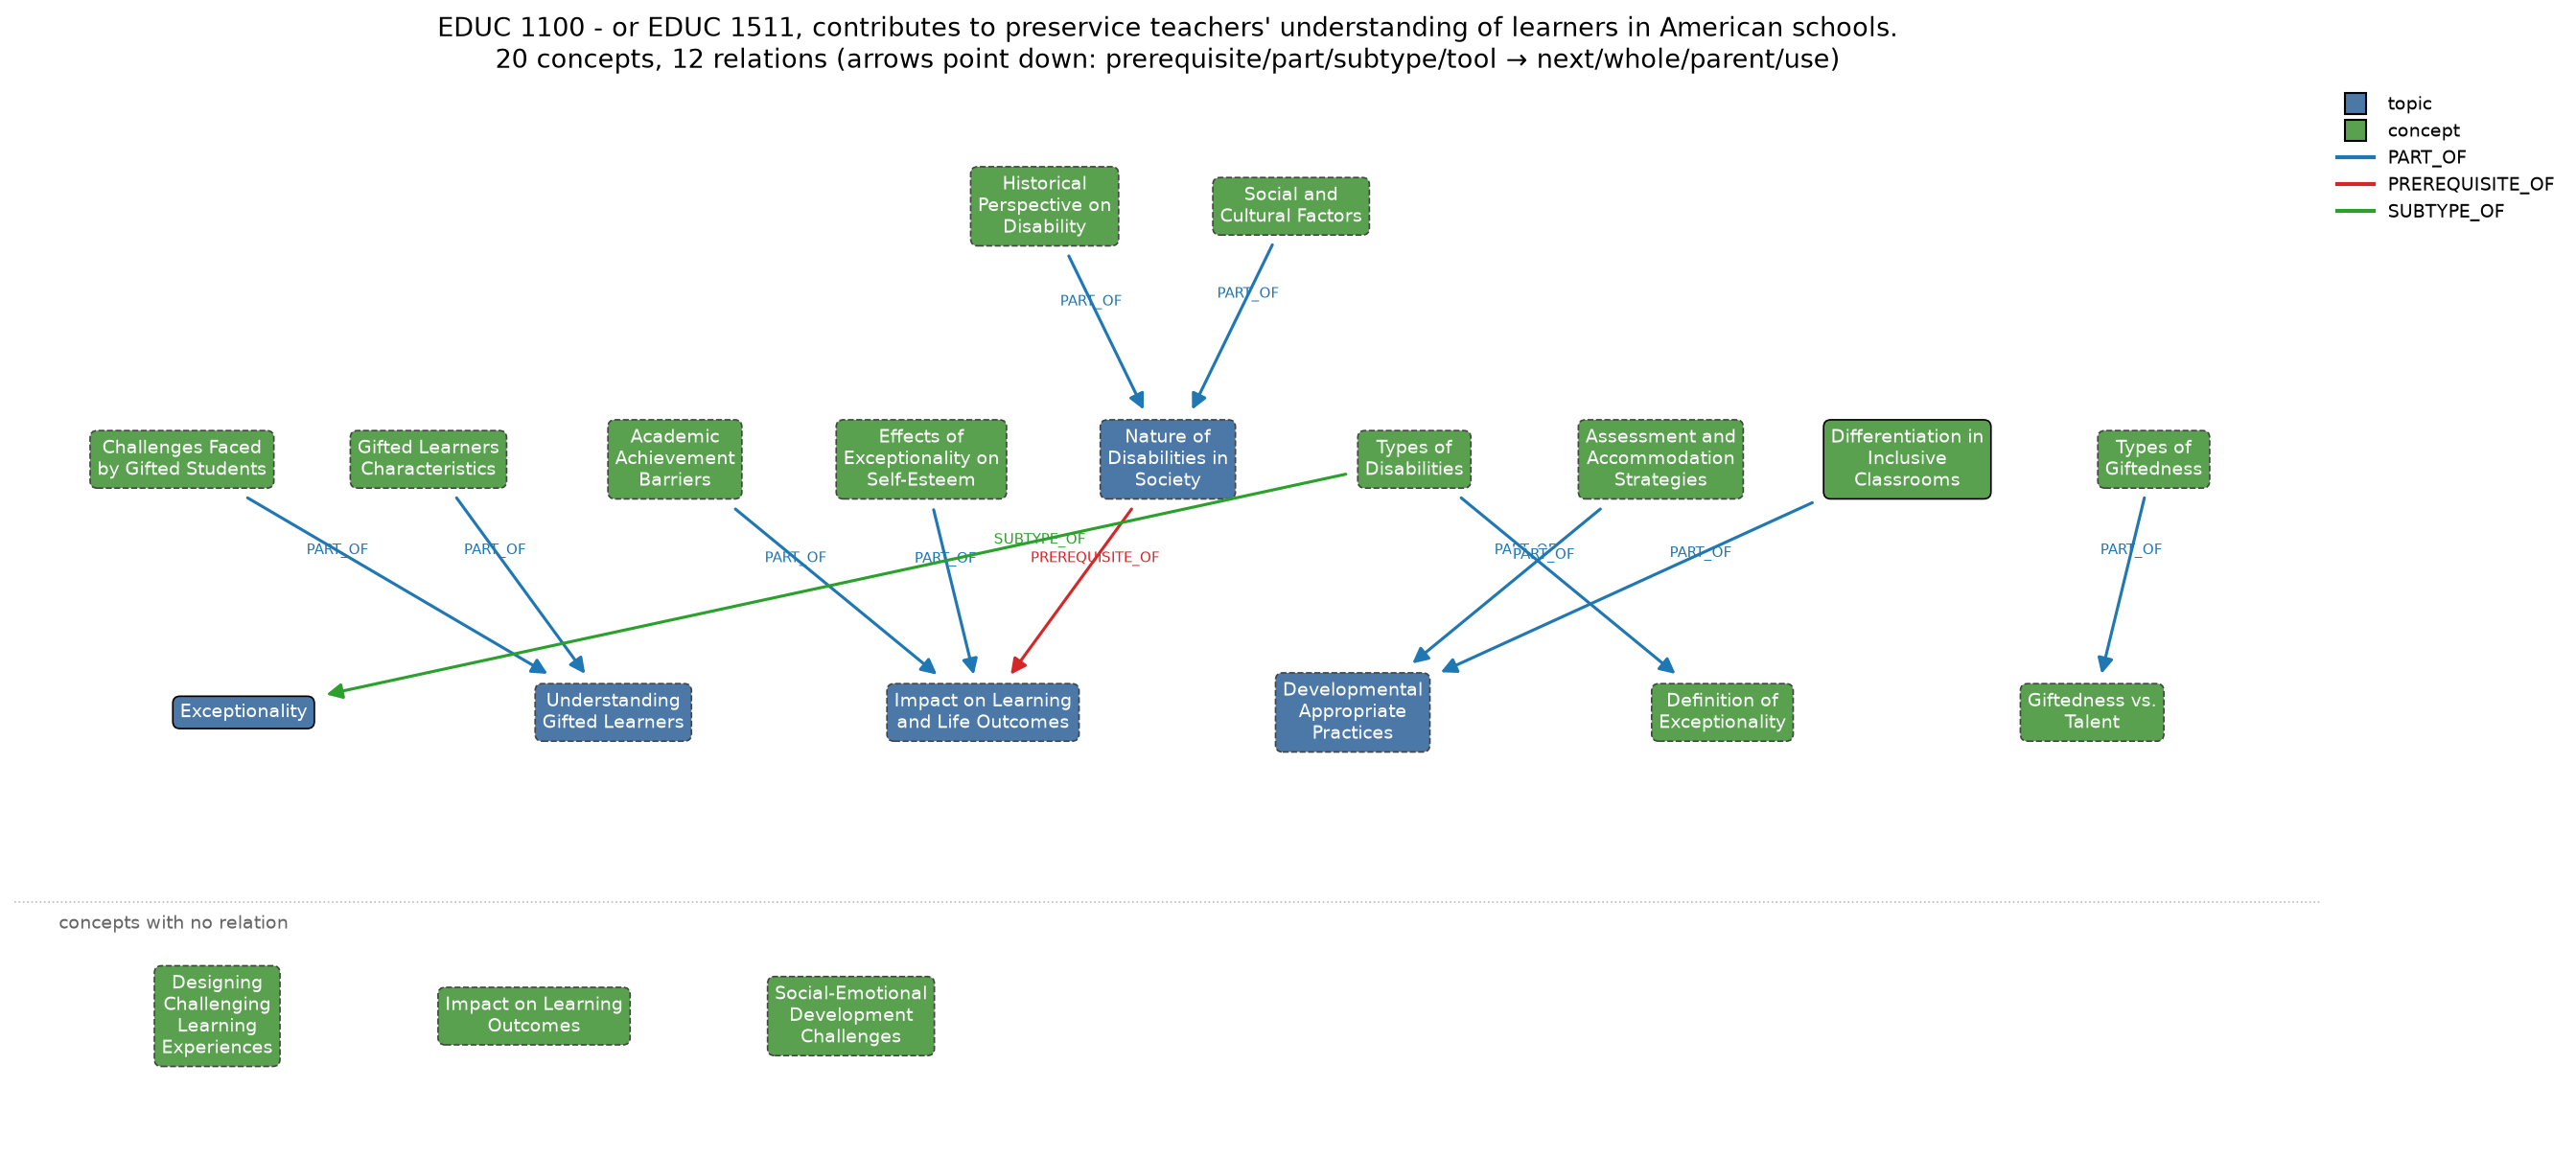 EDUC 1100 - or EDUC 1511, contributes to preservice teachers' understanding of learners in American schools.
20 concepts, 12 relations (arrows point down: prerequisite/part/subtype/tool → next/whole/parent/use)
topic
concept
PART_OF
PREREQUISITE_OF
SUBTYPE_OF
Historical
Perspective on
Disability
Social and
Cultural Factors
PART_OF
PART_OF
Challenges Faced
by Gifted Students
Gifted Learners
Characteristics
Academic
Achievement
Barriers
Effects of
Exceptionality on
Self-Esteem
Nature of
Disabilities in
Society
Types of
Disabilities
Assessment and
Accommodation
Strategies
Differentiation in
Inclusive
Classrooms
Types of
Giftedness
PART_OF
PART_OF
PART_OF
PART_OF
SUBTYPE_OF
PREREQUISITE_OF
PART_OF
PART_OF
PART_OF
PART_OF
Exceptionality
Understanding
Gifted Learners
Impact on Learning
and Life Outcomes
Developmental
Appropriate
Practices
Definition of
Exceptionality
Giftedness vs.
Talent
concepts with no relation
Designing
Challenging
Learning
Experiences
Impact on Learning
Outcomes
Social-Emotional
Development
Challenges